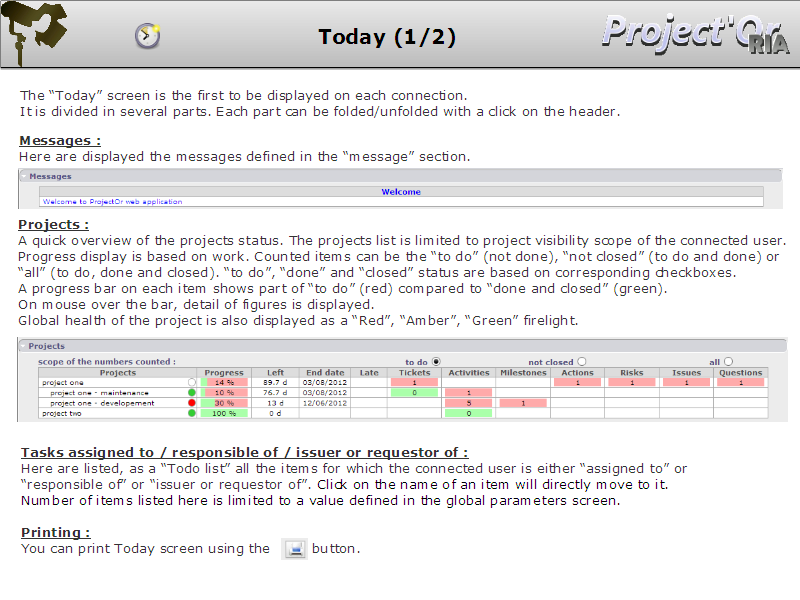 Today (1/2)
Project'Or
RIA
The “Today” screen is the first to be displayed on each connection.
It is divided in several parts. Each part can be folded/unfolded with a click on the header.
Messages :
Here are displayed the messages defined in the “message” section.
Messages
Welcome
Welcome to ProjectOr web application
Projects :
A quick overview of the projects status. The projects list is limited to project visibility scope of the connected user.
Progress display is based on work. Counted items can be the “to do” (not done), “not closed” (to do and done) or
“all” (to do, done and closed). “to do”, “done” and “closed” status are based on corresponding checkboxes.
A progress bar on each item shows part of “to do” (red) compared to “done and closed” (green).
On mouse over the bar, detail of figures is displayed.
Global health of the project is also displayed as a “Red”, “Amber”, “Green” firelight.
Projects
scope of the numbers counted : to do not closed all
Projects Progress Left End date Late Tickets Activities Milestones Actions Risks Issues Questions
project one 14 % 89.7 d 03/08/2012 1 1 1 1 1
project one - maintenance 10 % 76.7 d 03/08/2012 0 1
project one - developement 30 % 13 d 12/06/2012 5 1
project two 100 % 0 d 0
Tasks assigned to / responsible of / issuer or requestor of :
Here are listed, as a “Todo list” all the items for which the connected user is either “assigned to” or
“responsible of” or “issuer or requestor of”. Click on the name of an item will directly move to it.
Number of items listed here is limited to a value defined in the global parameters screen.
Printing :
You can print Today screen using the button.